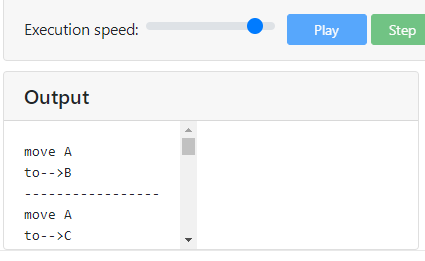 Execution speed:
Play
Step
Output
move A
to-->B
-----------------
move A
to-->C